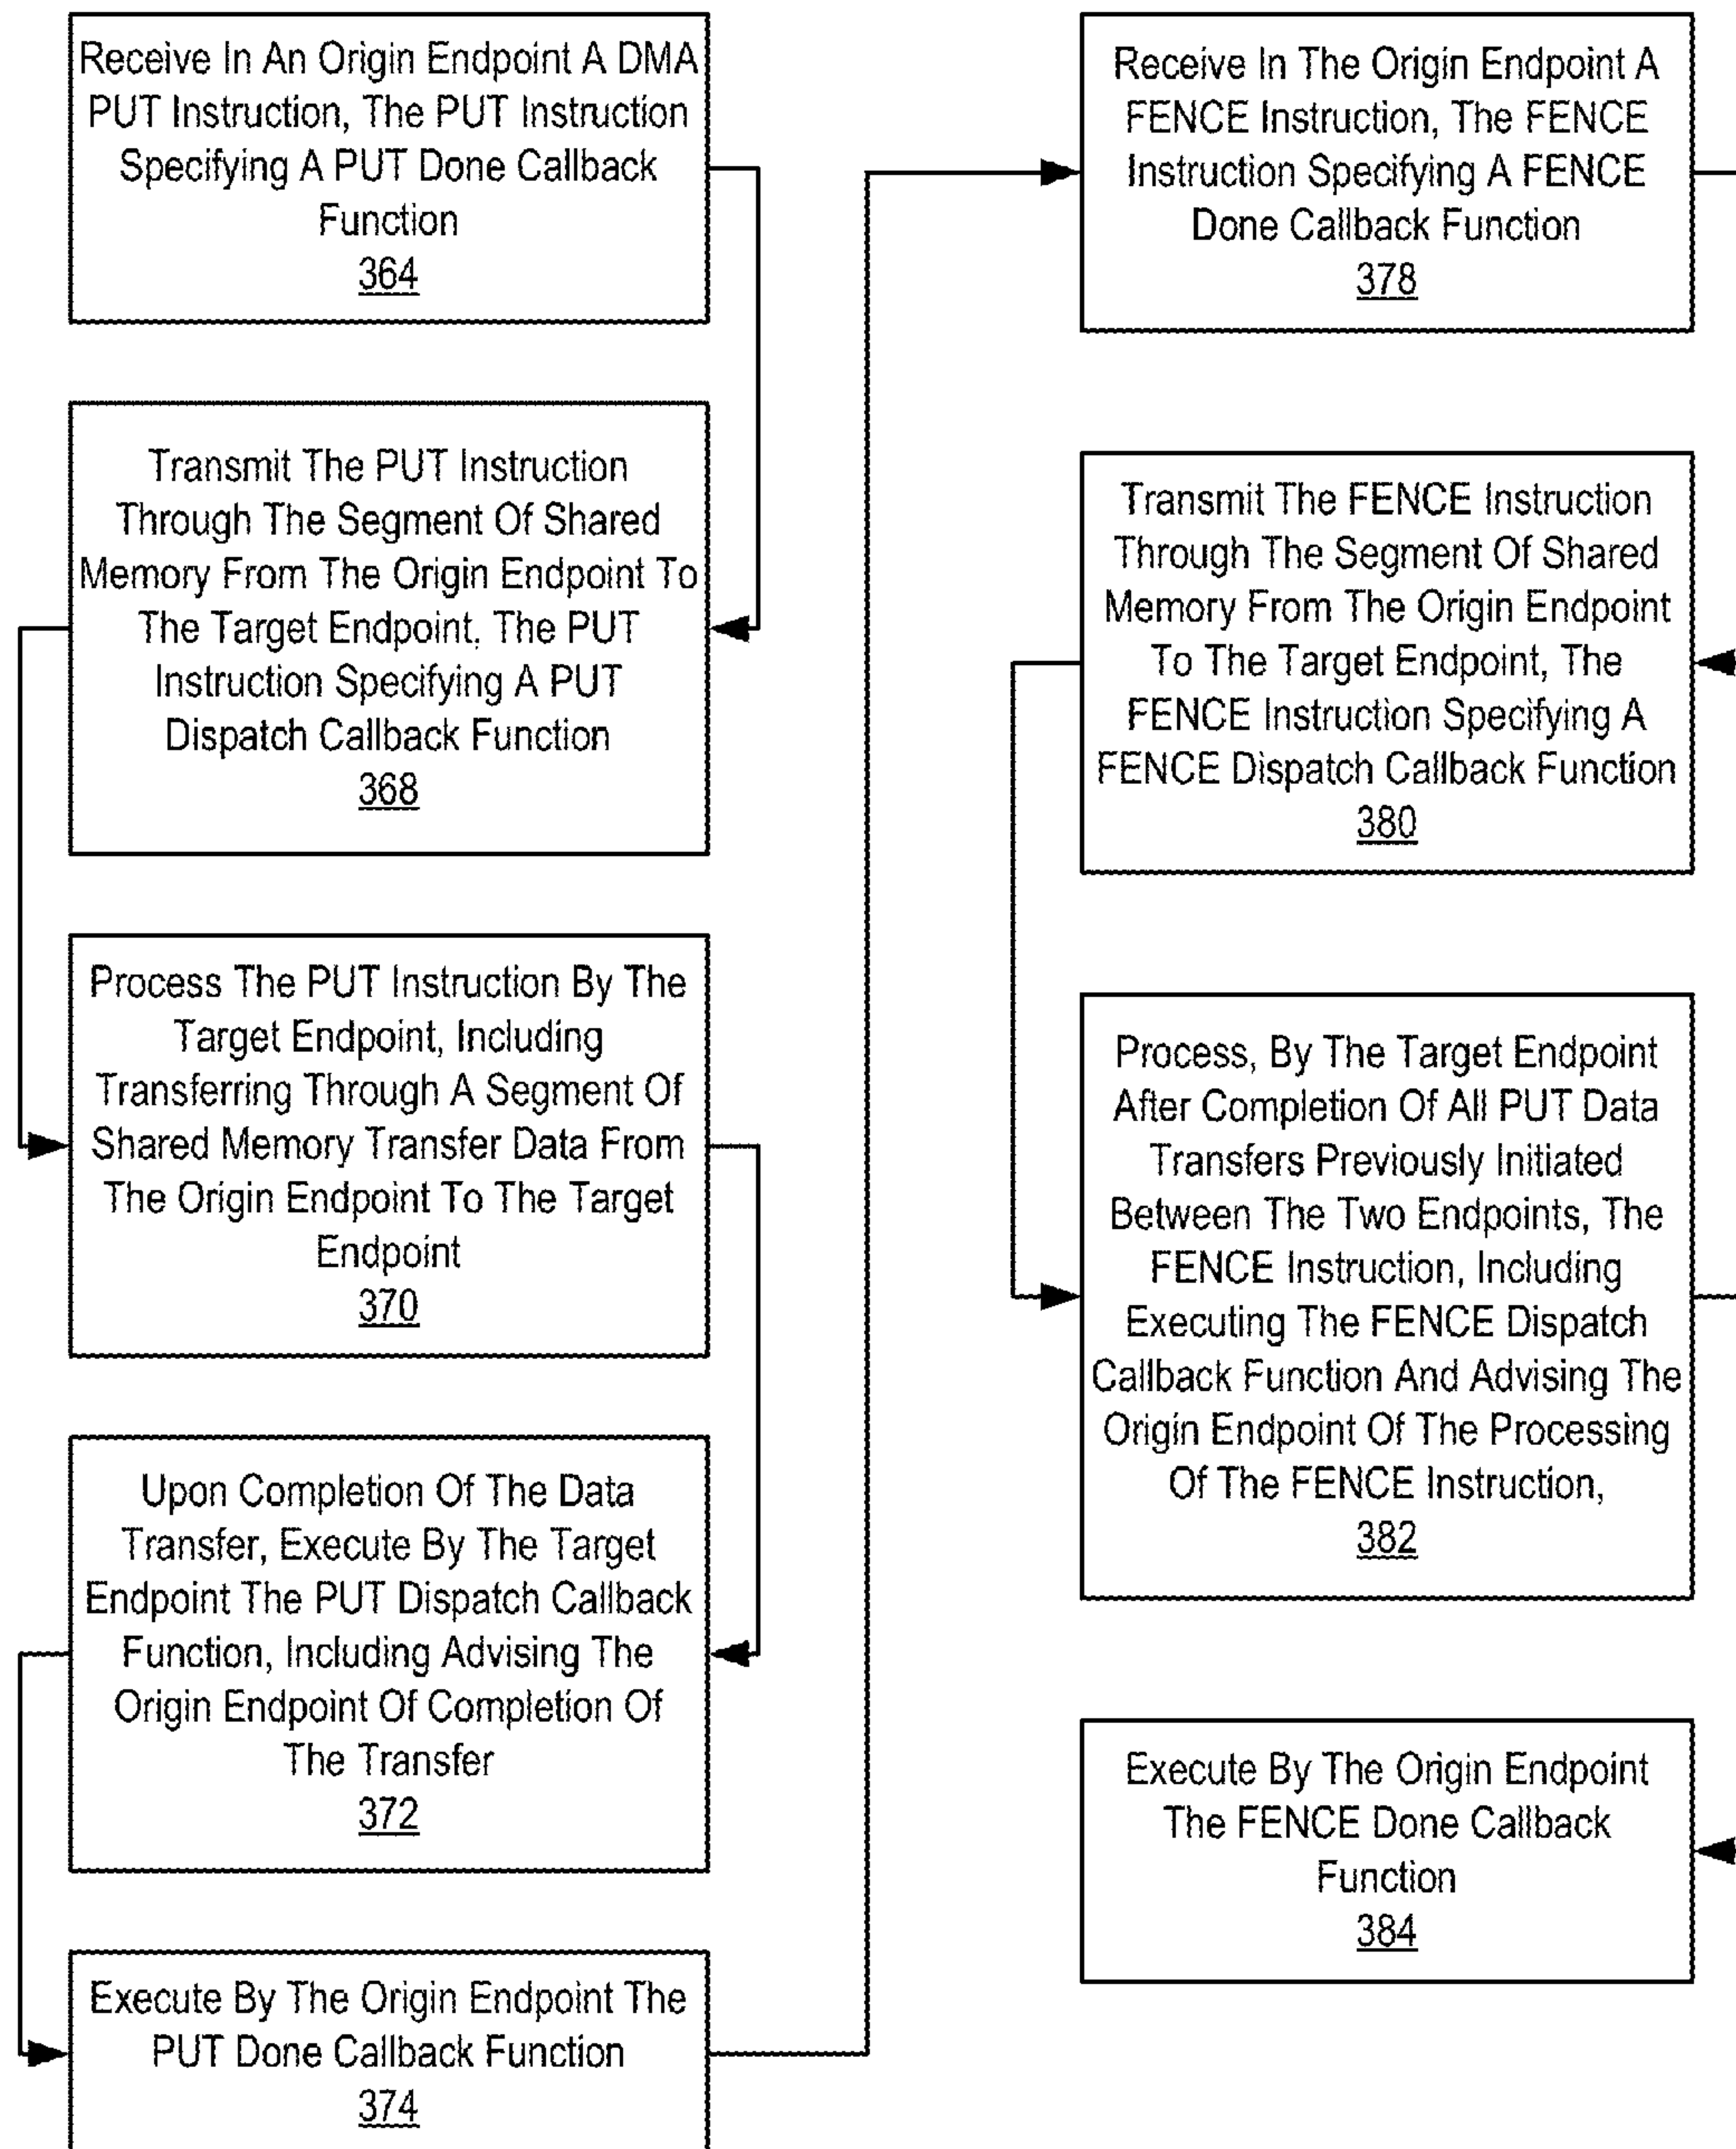 Receive In An Origin Endpoint A DMA
PUT Instruction, The PUT Instruction
Specifying A PUT Done Callback
Function
364
Transmit The PUT Instruction
Through The Segment Of Shared
Memory From The Origin Endpoint To
The Target Endpoint, The PUT
Instruction Specifying A PUT
Dispatch Callback Function
368
Process The PUT Instruction By The
Target Endpoint, Including
Transferring Through A Segment Of
Shared Memory Transfer Data From
The Origin Endpoint To The Target
Endpoint
370
Upon Completion Of The Data
Transfer, Execute By The Target
Endpoint The PUT Dispatch Callback
Function, Including Advising The
Origin Endpoint Of Completion Of
The Transfer
372
Execute By The Origin Endpoint The
PUT Done Callback Function
374
Receive In The Origin Endpoint A
FENCE Instruction, The FENCE
Instruction Specifying A FENCE
Done Callback Function
378
Transmit The FENCE Instruction
Through The Segment Of Shared
Memory From The Origin Endpoint
To The Target Endpoint, The
FENCE Instruction Specifying A
FENCE Dispatch Callback Function
380
Process, By The Target Endpoint
After Completion Of All PUT Data
Transfers Previously Initiated
Between The Two Endpoints, The
FENCE Instruction, Including
Executing The FENCE Dispatch
Callback Function And Advising The
Origin Endpoint Of The Processing
Of The FENCE Instruction,
382
Execute By The Origin Endpoint
The FENCE Done Callback
Function
384